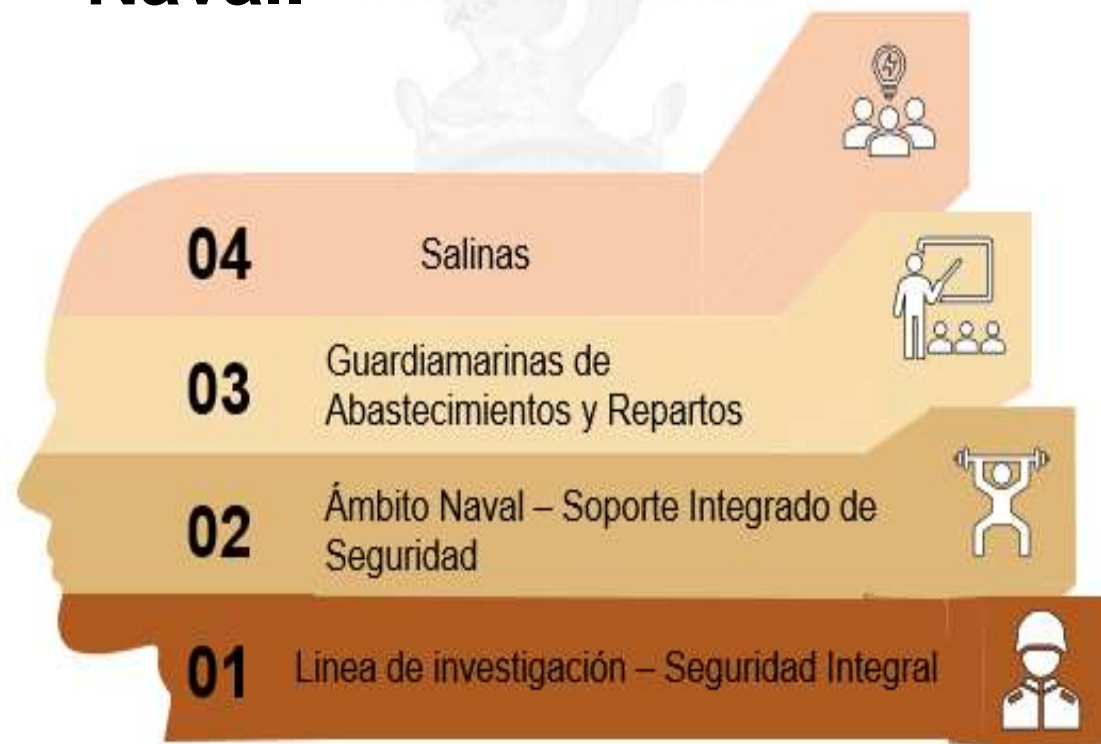 Naval.
04
Salinas
03
Guardiamarinas de
Abastecimientos y Repartos
02
Ámbito Naval – Soporte Integrado de
Seguridad
01
Linea de investigación – Seguridad Integral